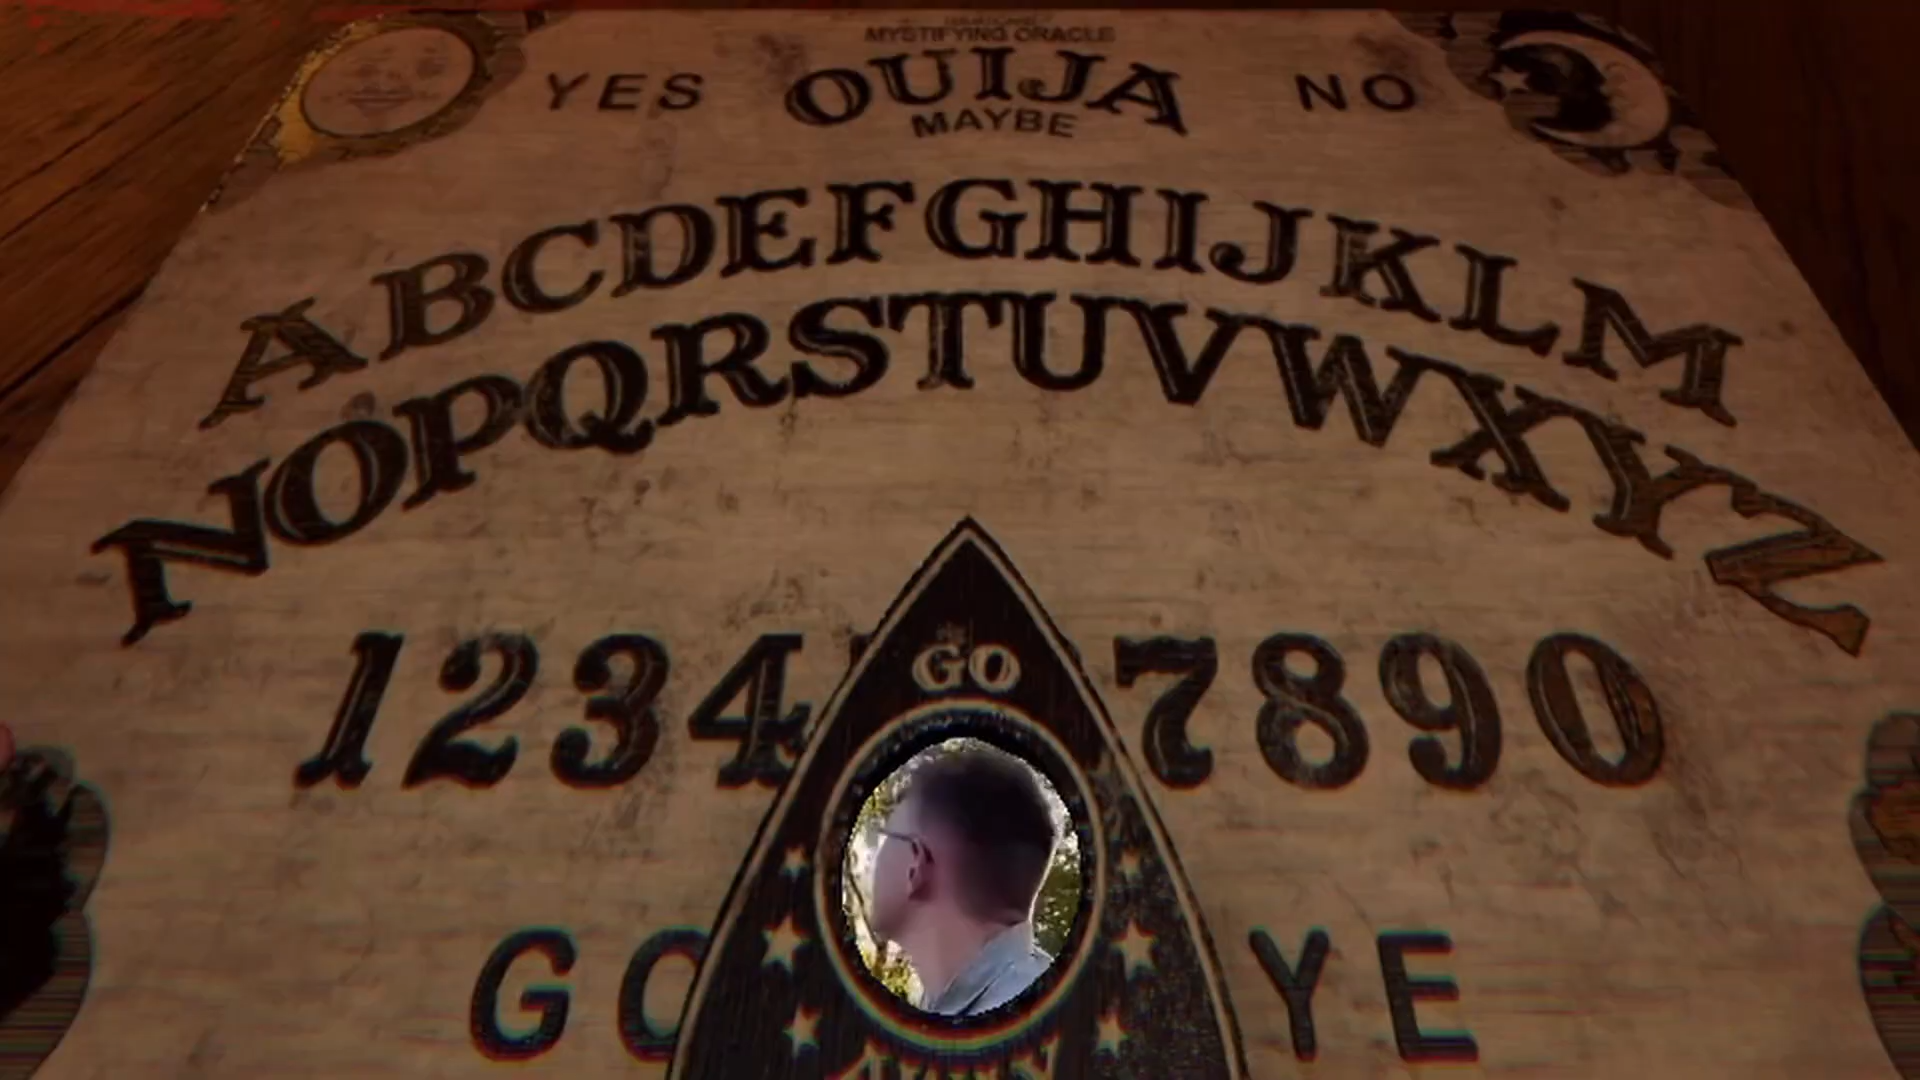 MYSTIFYING ORACLE
YES OUIJA NO
MAYBE
ABCDEFGHIJKLM
NOPQRSTUVWXYZ
1234 7890
GO
GO YE